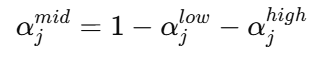 α_j^{mid} = 1 − α_j^{low} − α_j^{high}